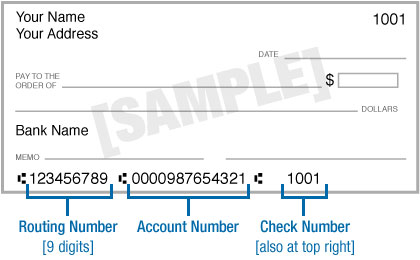 Your Name 1001
Your Address
DATE
PAY TO THE
ORDER OF $
[SAMPLE]
DOLLARS
Bank Name
MEMO
⑆123456789 ⑆0000987654321 ⑆ 1001
Routing Number Account Number Check Number
[9 digits] [also at top right]